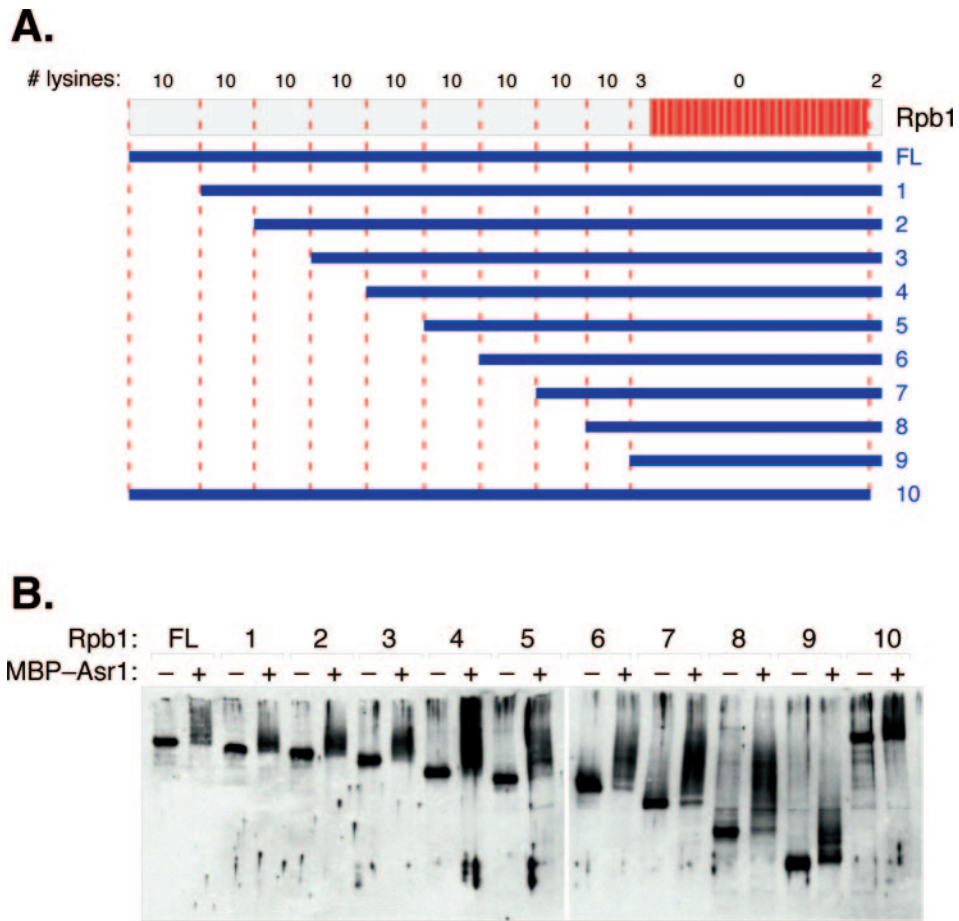 A.
# lysines: 10 10 10 10 10 10 10 10 10 3 0 2
Rpb1
FL
1
2
3
4
5
6
7
8
9
10
B.
Rpb1: FL 1 2 3 4 5 6 7 8 9 10
MBP–Asr1: – + – + – + – + – + – + – + – + – + – + – +